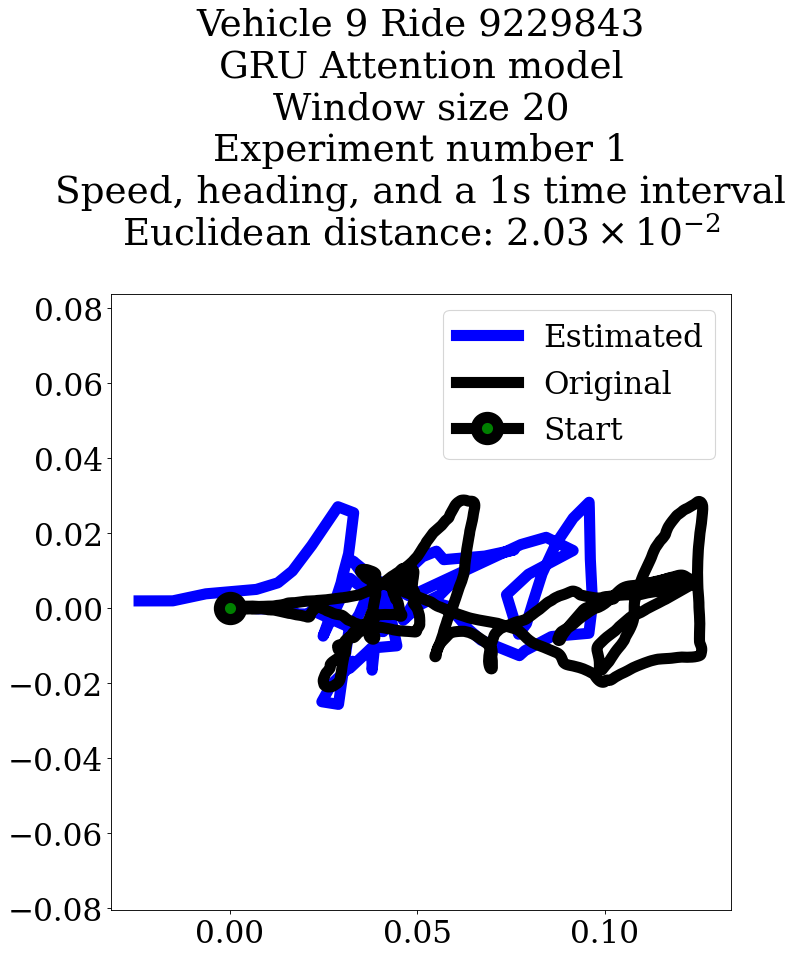 Vehicle 9 Ride 9229843
GRU Attention model
Window size 20
Experiment number 1
Speed, heading, and a 1s time interval
Euclidean distance: 2.03 × 10⁻²
0.08
Estimated
0.06
Original
0.04
Start
0.02
0.00
−0.02
−0.04
−0.06
−0.08
0.00 0.05 0.10